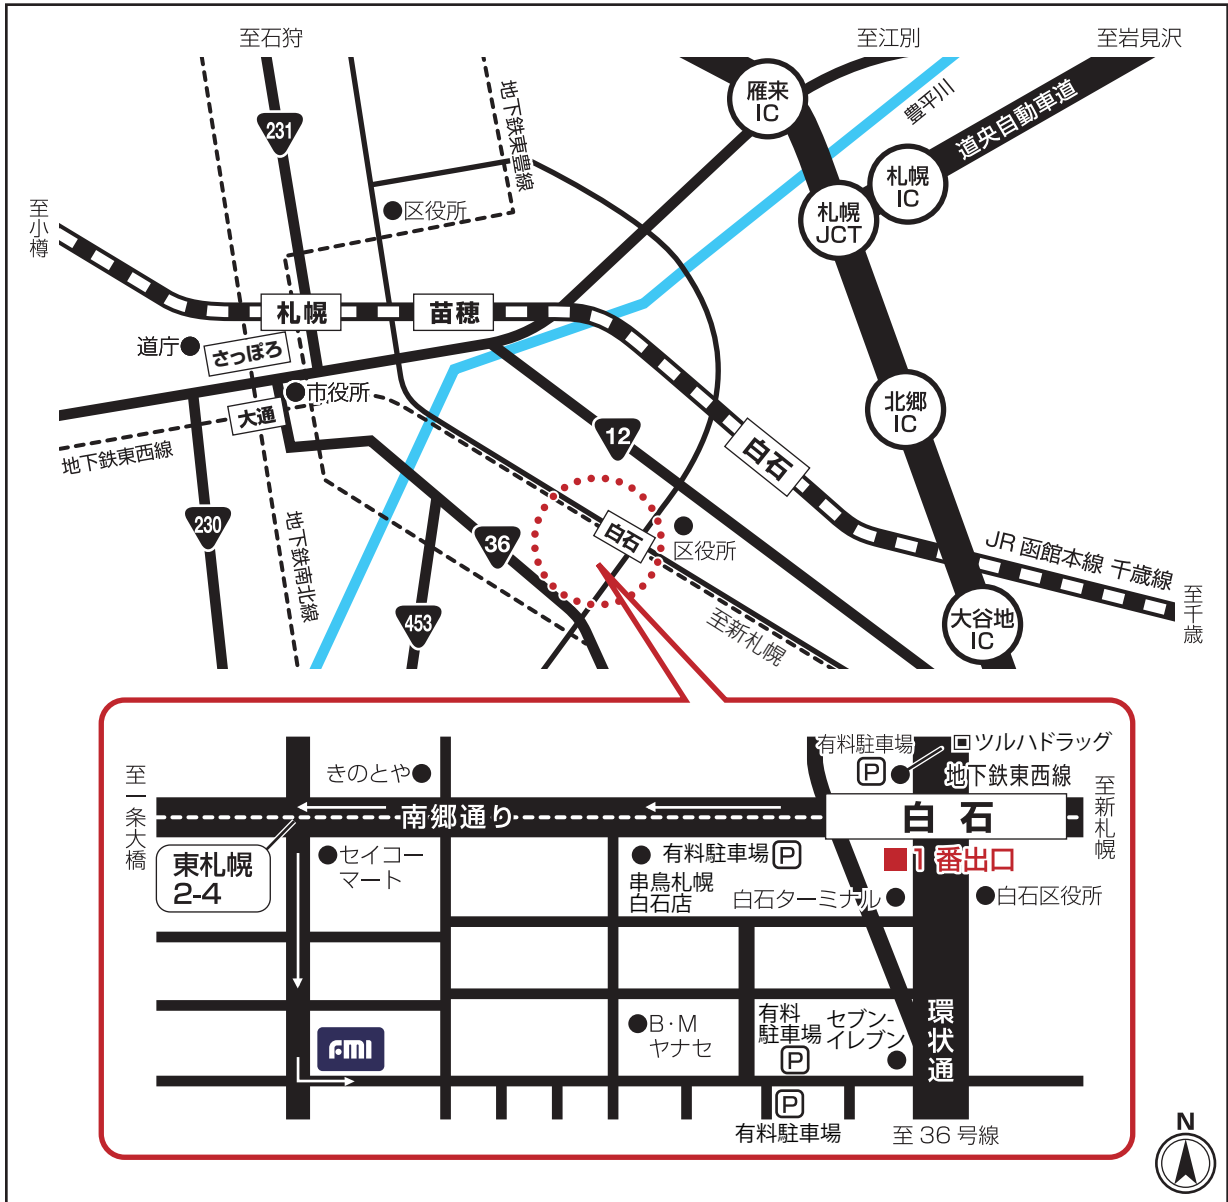 至石狩
至江別
至岩見沢
雁来
IC
豊平川
道央自動車道
地下鉄東豊線
231
札幌
IC
札幌
JCT
至小樽
区役所
札幌
苗穂
道庁
さっぽろ
市役所
大通
北郷
IC
12
白石
地下鉄東西線
230
地下鉄南北線
36
白石
区役所
JR 函館本線 千歳線
至千歳
453
至新札幌
大谷地
IC
有料駐車場
P
ツルハドラッグ
地下鉄東西線
至一条大橋
きのとや
至新札幌
南郷通り
白石
東札幌
2-4
セイコー
マート
有料駐車場 P
串鳥札幌
白石店
1番出口
白石ターミナル
白石区役所
FMI
B・M
ヤナセ
有料
駐車場
P
セブン-
イレブン
環状通
P
有料駐車場
至 36 号線
N